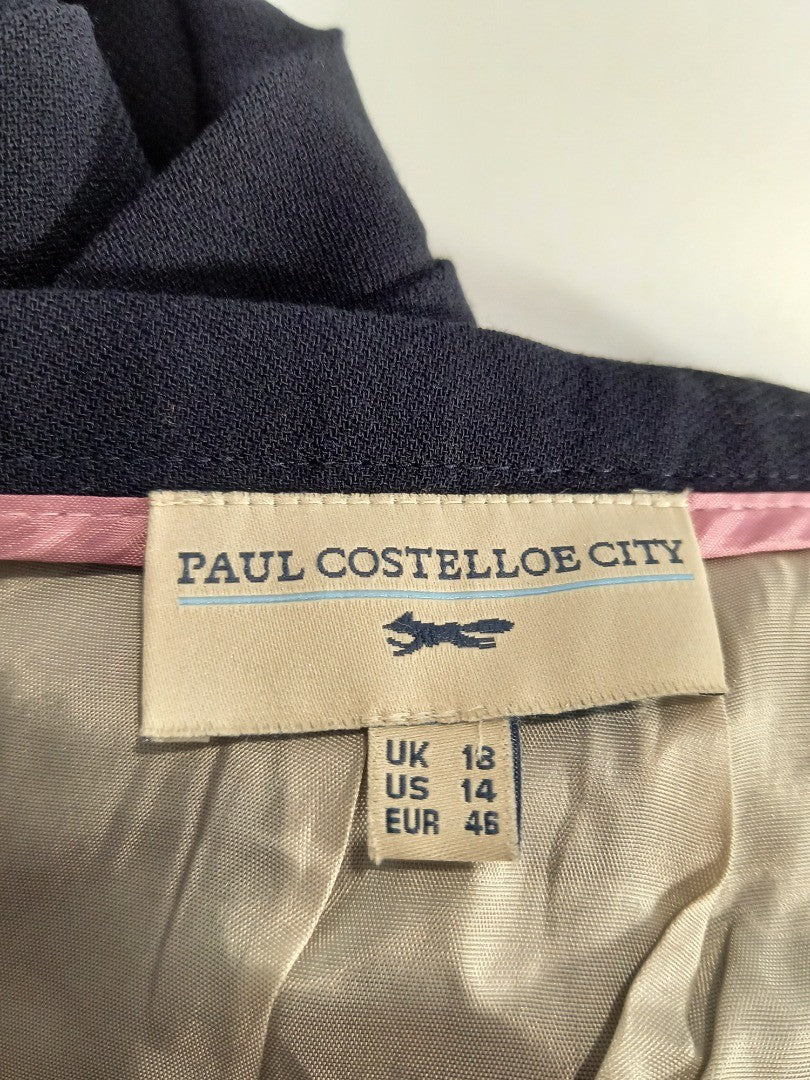 PAUL COSTELLOE CITY
UK 18
US 14
EUR 46